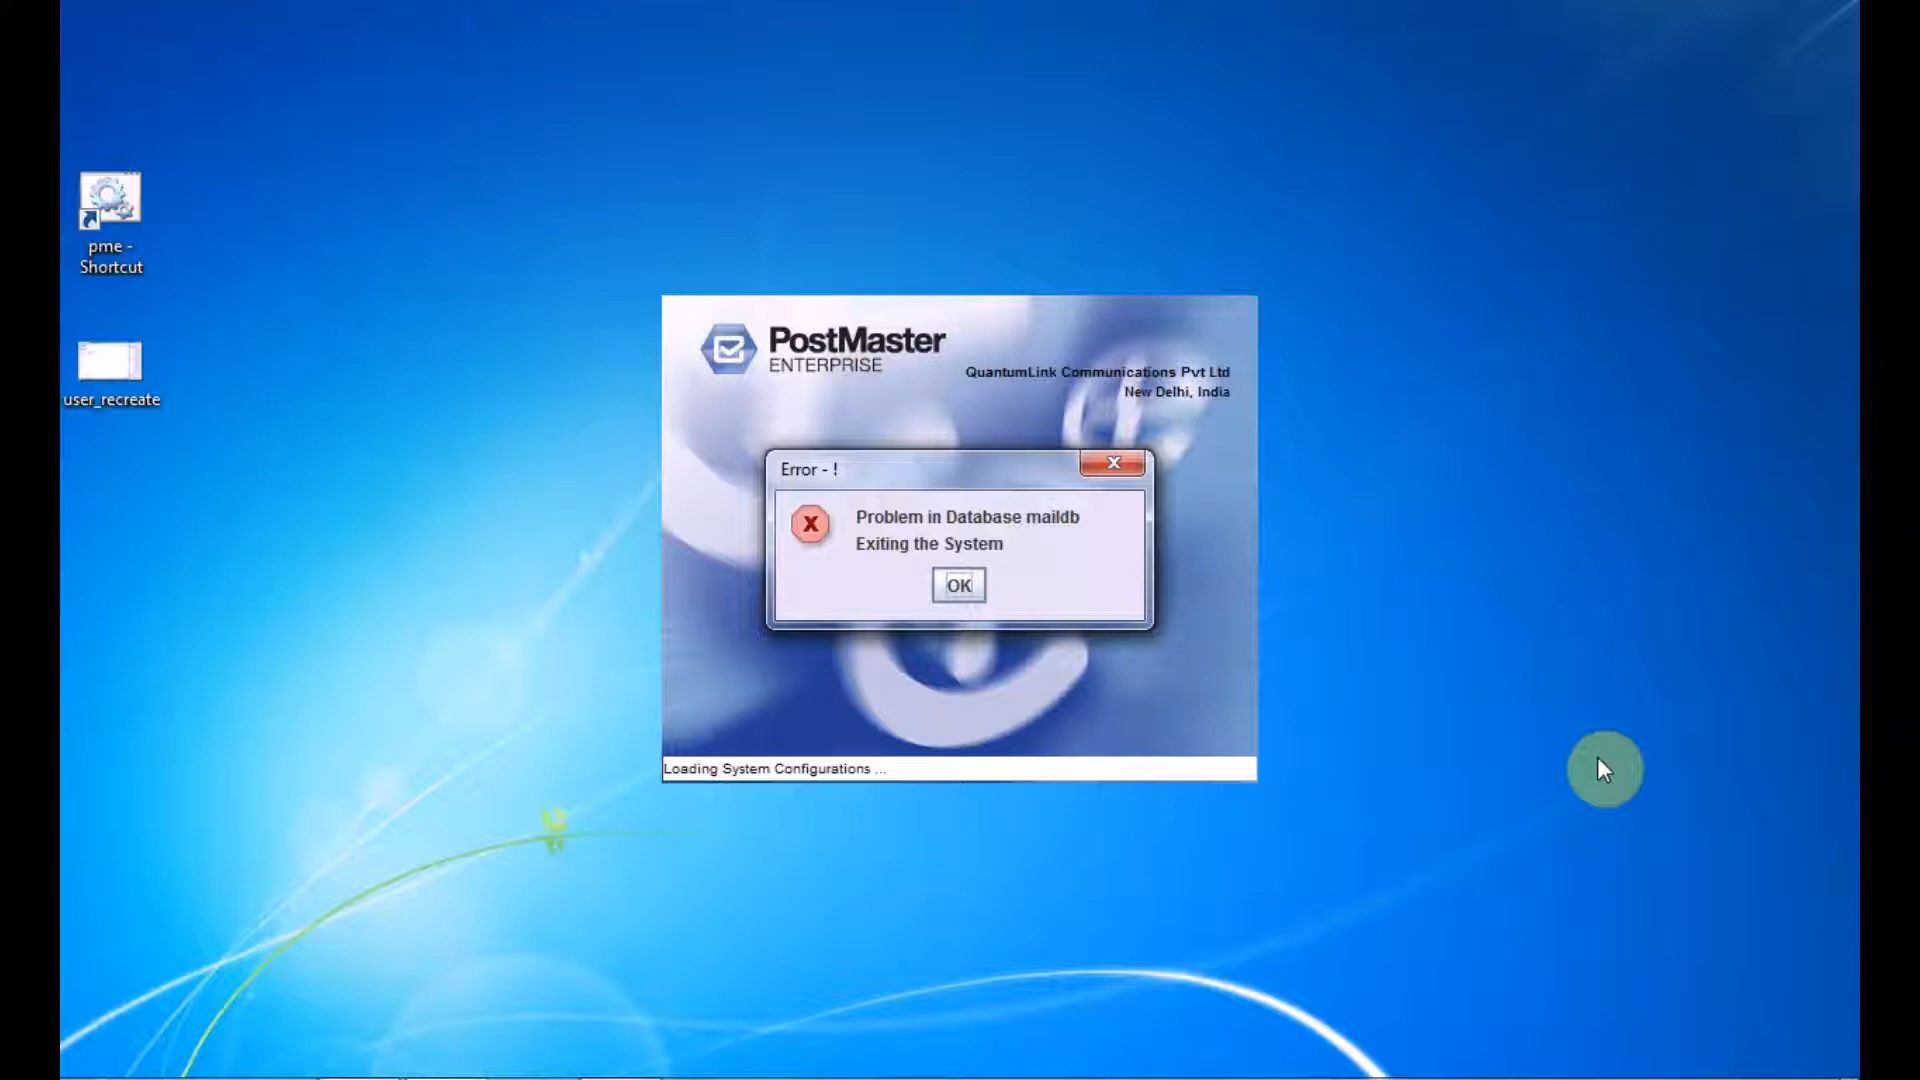 pme -
Shortcut
user_recreate
PostMaster
ENTERPRISE
QuantumLink Communications Pvt Ltd
New Delhi, India
Error - !
Problem in Database maildb
Exiting the System
OK
Loading System Configurations ...